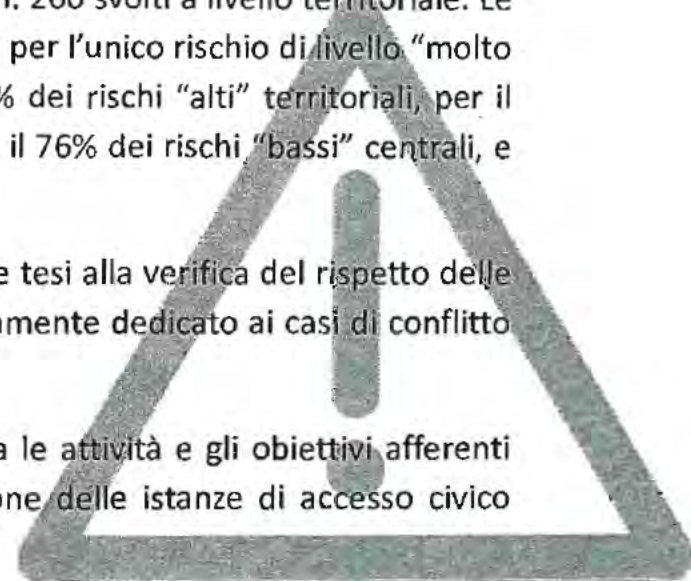 n. 260 svolti a livello territoriale. Le
per l'unico rischio di livello "molto
% dei rischi "alti" territoriali, per il
il 76% dei rischi "bassi" centrali, e
e tesi alla verifica del rispetto delle
amente dedicato ai casi di conflitto
a le attività e gli obiettivi afferenti
one delle istanze di accesso civico